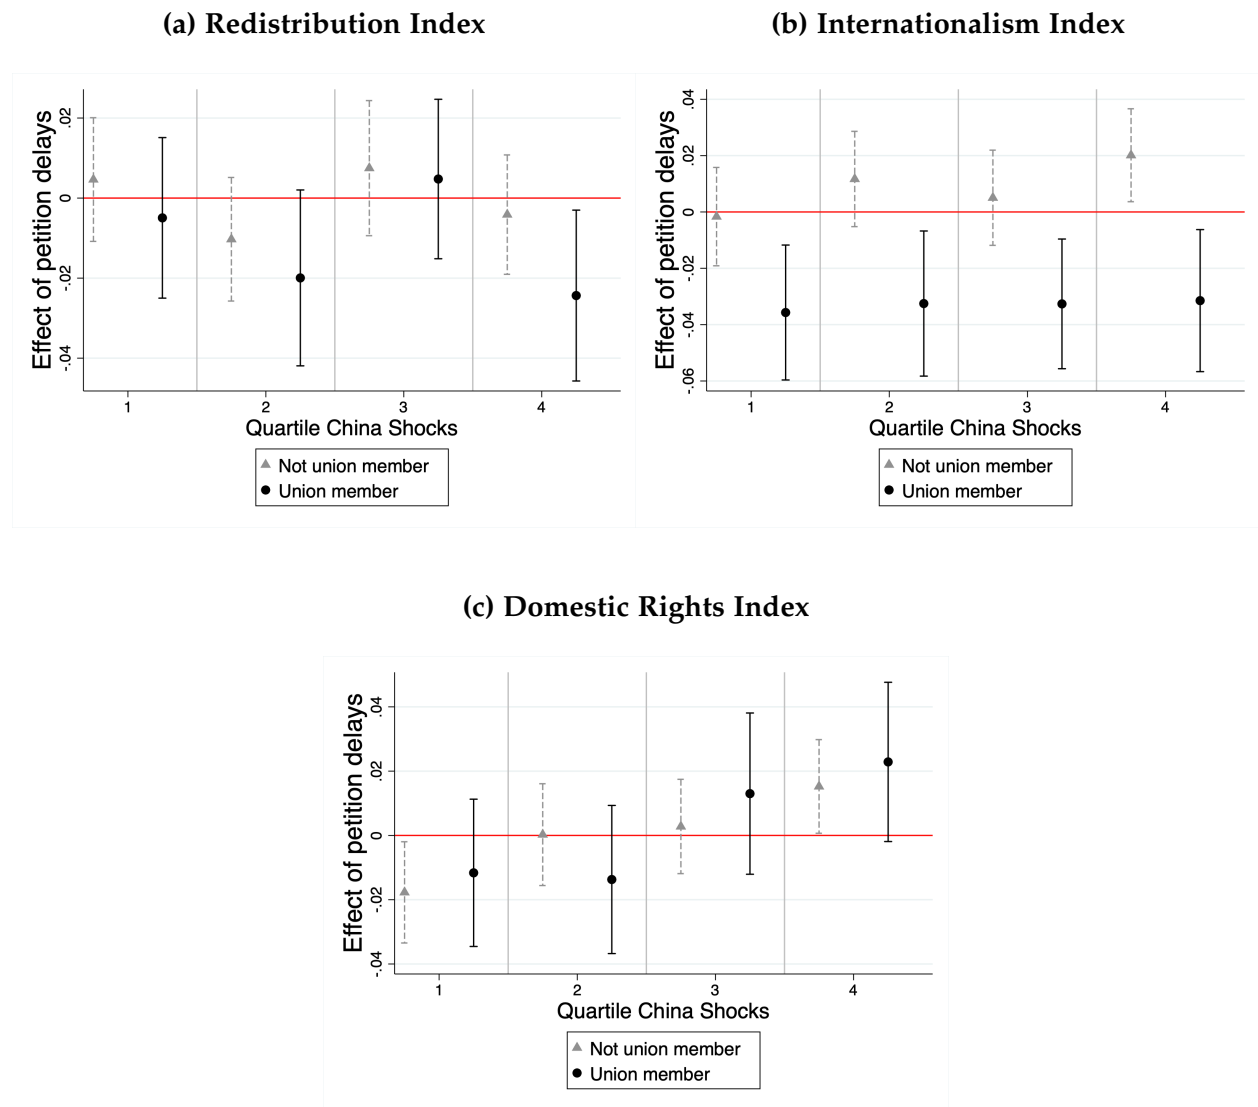 (a) Redistribution Index
Effect of petition delays
.02
0
-.02
-.04
1 2 3 4
Quartile China Shocks
Not union member
Union member
(b) Internationalism Index
Effect of petition delays
.04
.02
0
-.02
-.04
-.06
1 2 3 4
Quartile China Shocks
Not union member
Union member
(c) Domestic Rights Index
Effect of petition delays
.04
.02
0
-.02
-.04
1 2 3 4
Quartile China Shocks
Not union member
Union member